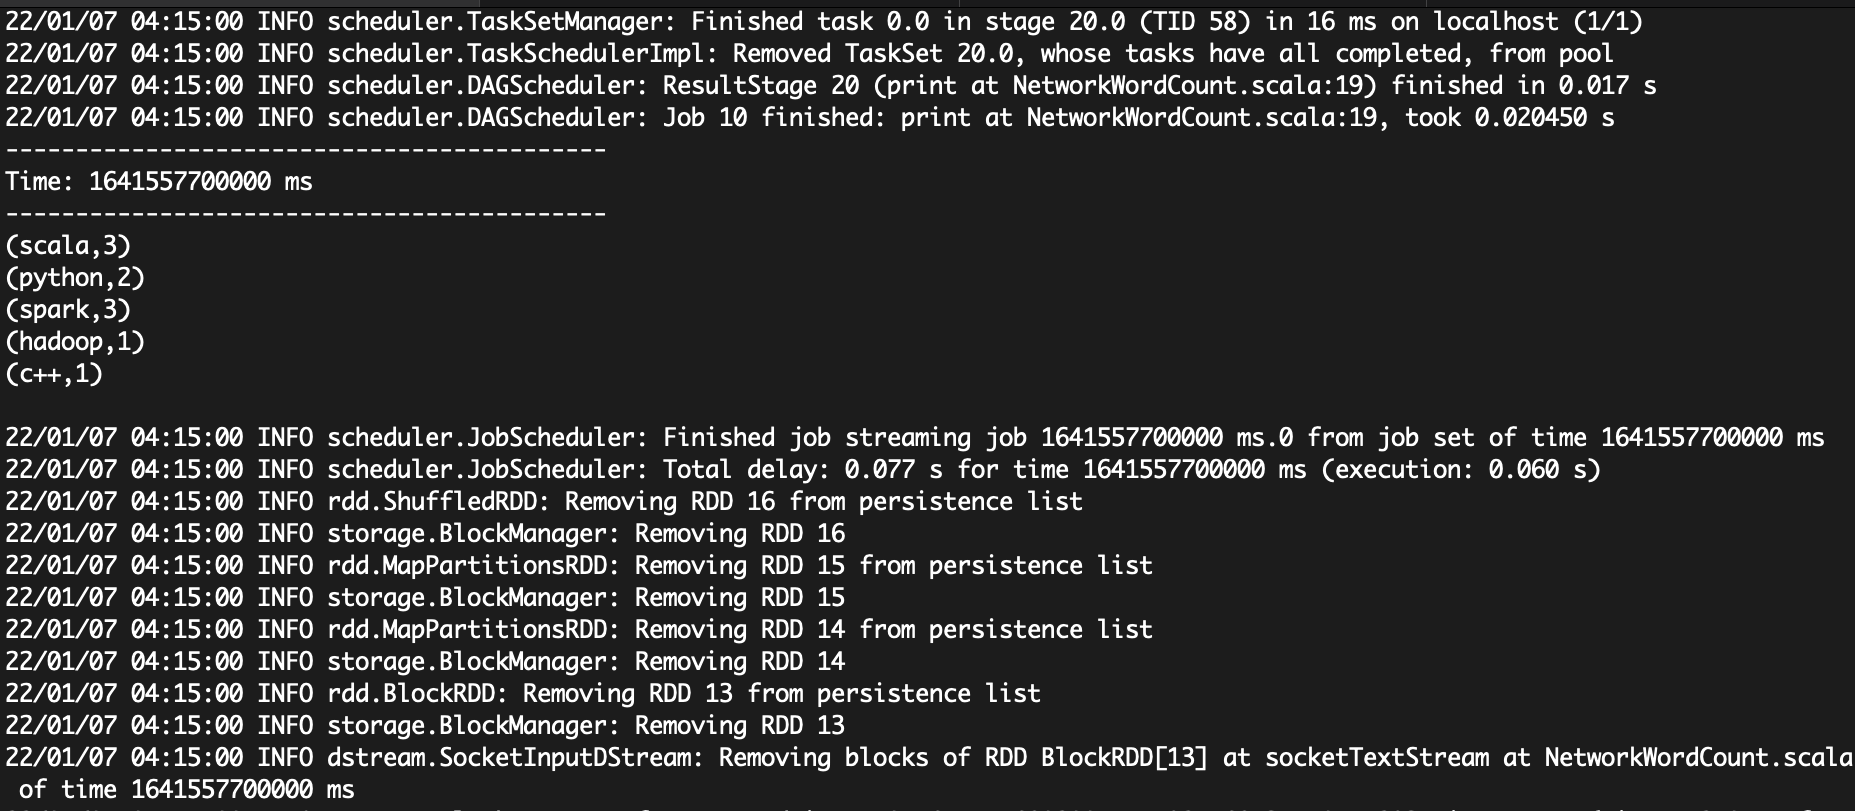 22/01/07 04:15:00 INFO scheduler.TaskSetManager: Finished task 0.0 in stage 20.0 (TID 58) in 16 ms on localhost (1/1)
22/01/07 04:15:00 INFO scheduler.TaskSchedulerImpl: Removed TaskSet 20.0, whose tasks have all completed, from pool
22/01/07 04:15:00 INFO scheduler.DAGScheduler: ResultStage 20 (print at NetworkWordCount.scala:19) finished in 0.017 s
22/01/07 04:15:00 INFO scheduler.DAGScheduler: Job 10 finished: print at NetworkWordCount.scala:19, took 0.020450 s
-------------------------------------------
Time: 1641557700000 ms
-------------------------------------------
(scala,3)
(python,2)
(spark,3)
(hadoop,1)
(c++,1)
22/01/07 04:15:00 INFO scheduler.JobScheduler: Finished job streaming job 1641557700000 ms.0 from job set of time 1641557700000 ms
22/01/07 04:15:00 INFO scheduler.JobScheduler: Total delay: 0.077 s for time 1641557700000 ms (execution: 0.060 s)
22/01/07 04:15:00 INFO rdd.ShuffledRDD: Removing RDD 16 from persistence list
22/01/07 04:15:00 INFO storage.BlockManager: Removing RDD 16
22/01/07 04:15:00 INFO rdd.MapPartitionsRDD: Removing RDD 15 from persistence list
22/01/07 04:15:00 INFO storage.BlockManager: Removing RDD 15
22/01/07 04:15:00 INFO rdd.MapPartitionsRDD: Removing RDD 14 from persistence list
22/01/07 04:15:00 INFO storage.BlockManager: Removing RDD 14
22/01/07 04:15:00 INFO rdd.BlockRDD: Removing RDD 13 from persistence list
22/01/07 04:15:00 INFO storage.BlockManager: Removing RDD 13
22/01/07 04:15:00 INFO dstream.SocketInputDStream: Removing blocks of RDD BlockRDD[13] at socketTextStream at NetworkWordCount.scala
of time 1641557700000 ms